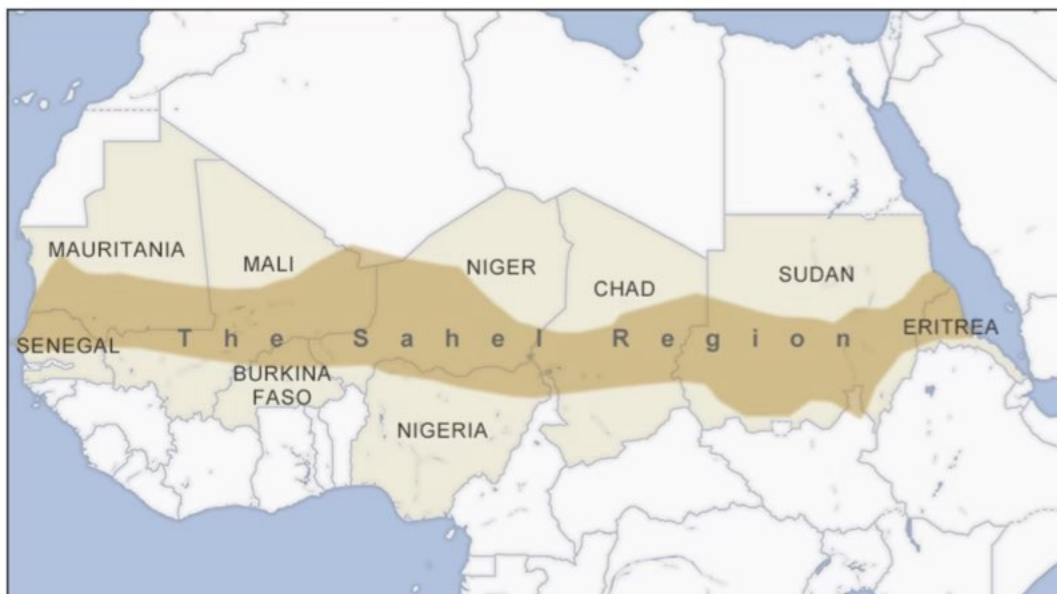 MAURITANIA
MALI
NIGER
CHAD
SUDAN
ERITREA
The Sahel Region
SENEGAL
BURKINA
FASO
NIGERIA